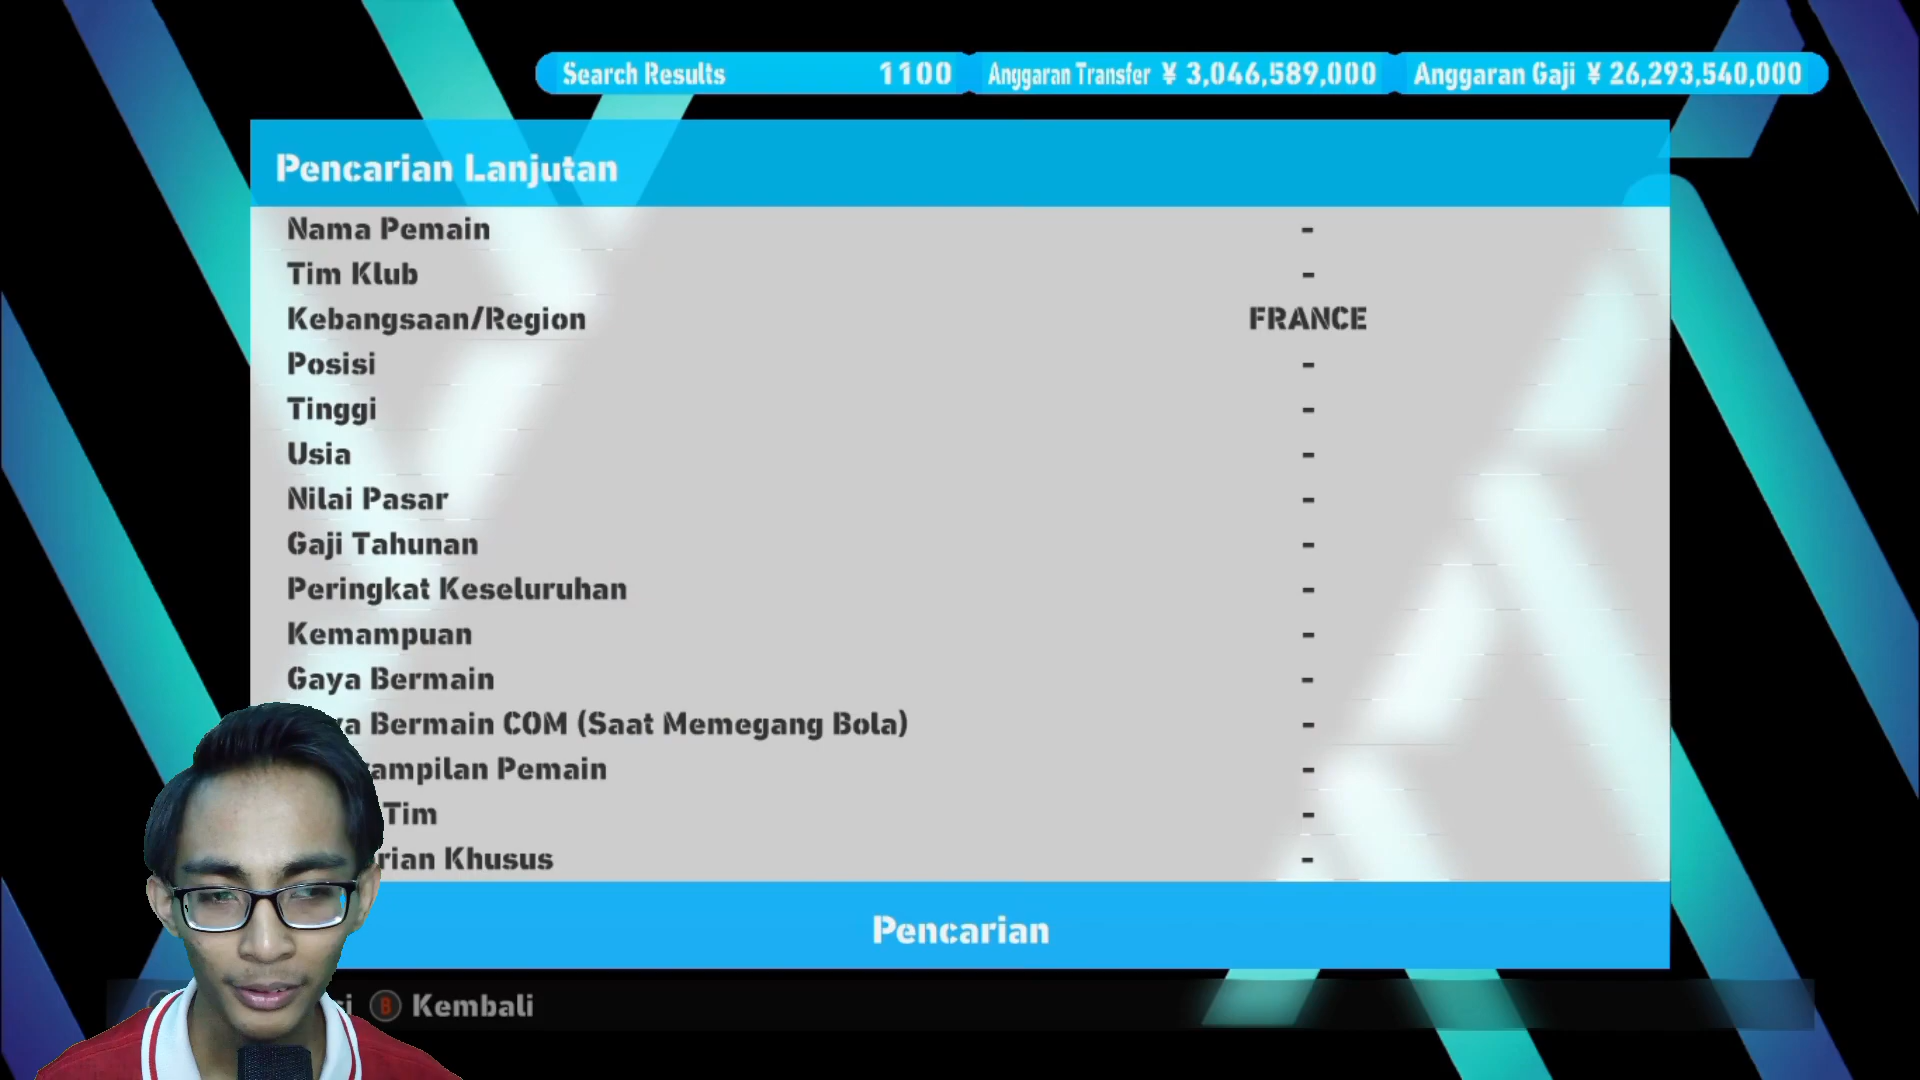 Search Results 1100 Anggaran Transfer ¥ 3,046,589,000 Anggaran Gaji ¥ 26,293,540,000
Pencarian Lanjutan
Nama Pemain -
Tim Klub -
Kebangsaan/Region FRANCE
Posisi -
Tinggi -
Usia -
Nilai Pasar -
Gaji Tahunan -
Peringkat Keseluruhan -
Kemampuan -
Gaya Bermain -
Bermain COM (Saat Memegang Bola) -
Pemain -
Tim -
Khusus -
Pencarian
B Kembali